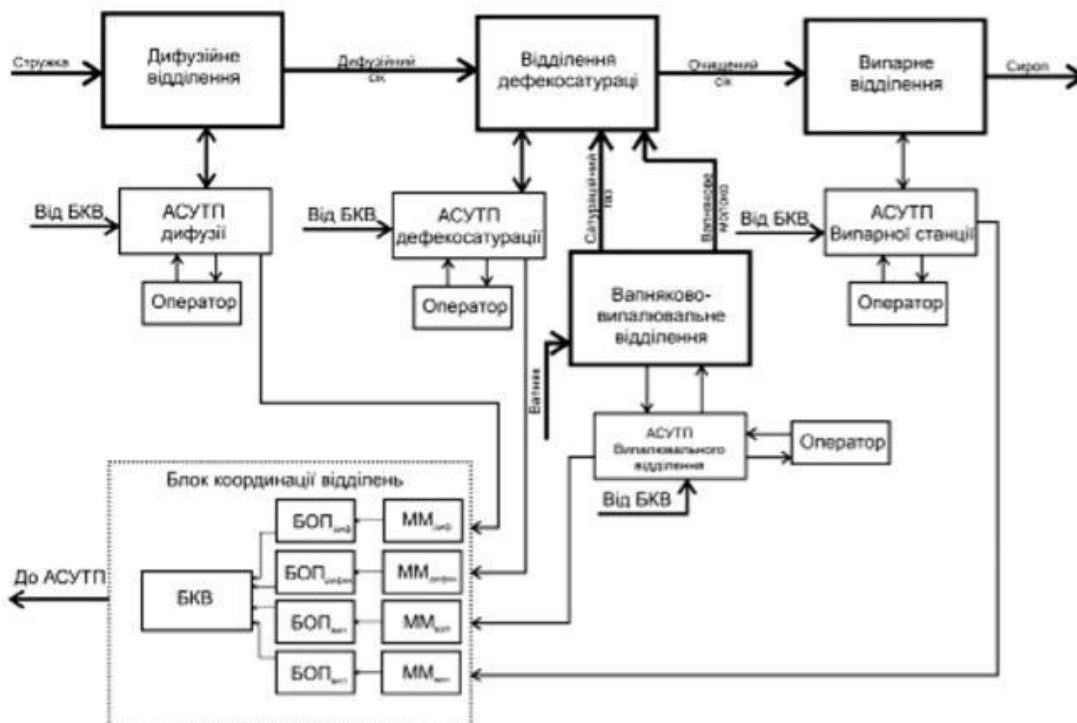 Стружка
Дифузійне
відділення
Дифузійний
сік
Відділення
дефекосатураці
Очищений
сік
Випарне
відділення
Сироп
Від БКВ
АСУТП
дифузії
Оператор
Від БКВ
АСУТП
дефекосатурації
Оператор
Сатураційний
газ
Вапнякове
молоко
Від БКВ
АСУТП
Випарної станції
Оператор
Вапняково-
випалювальне
відділення
АСУТП
Випалювального
відділення
Оператор
Від БКВ
Блок координації відділень
До АСУТП
БКВ
БОП
ММ
БОП
ММ
БОП
ММ
БОП
ММ